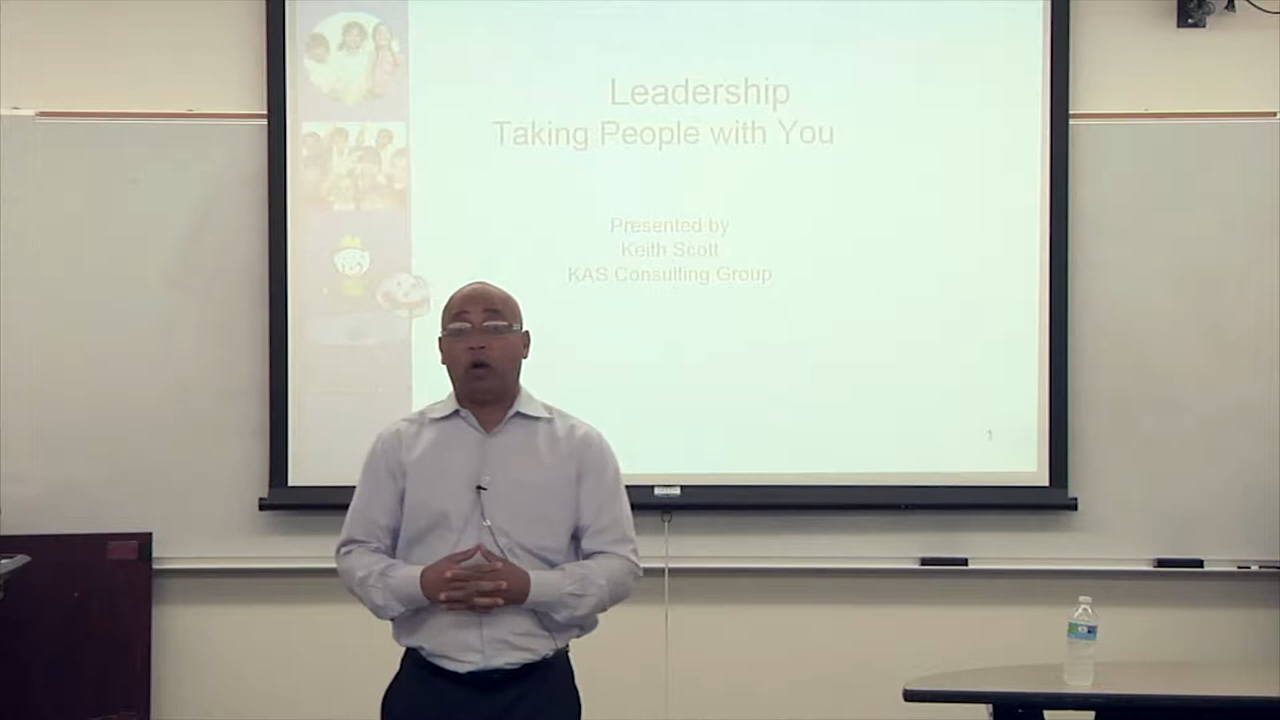 Leadership
Taking People with You
Presented by
Keith Scott
KAS Consulting Group
1